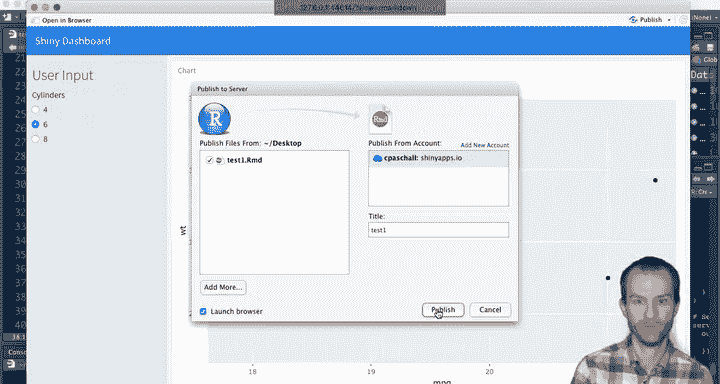 Open in Browser
Publish
Shiny Dashboard
User Input
Cylinders
4
6
8
Chart
Publish to Server
R
Rmd
Publish Files From: ~/Desktop
test1.Rmd
Add More...
Launch browser
Publish From Account:
Add New Account
cpaschall: shinyapps.io
Title:
test1
Publish
Cancel
wt
18
19
20
mpg